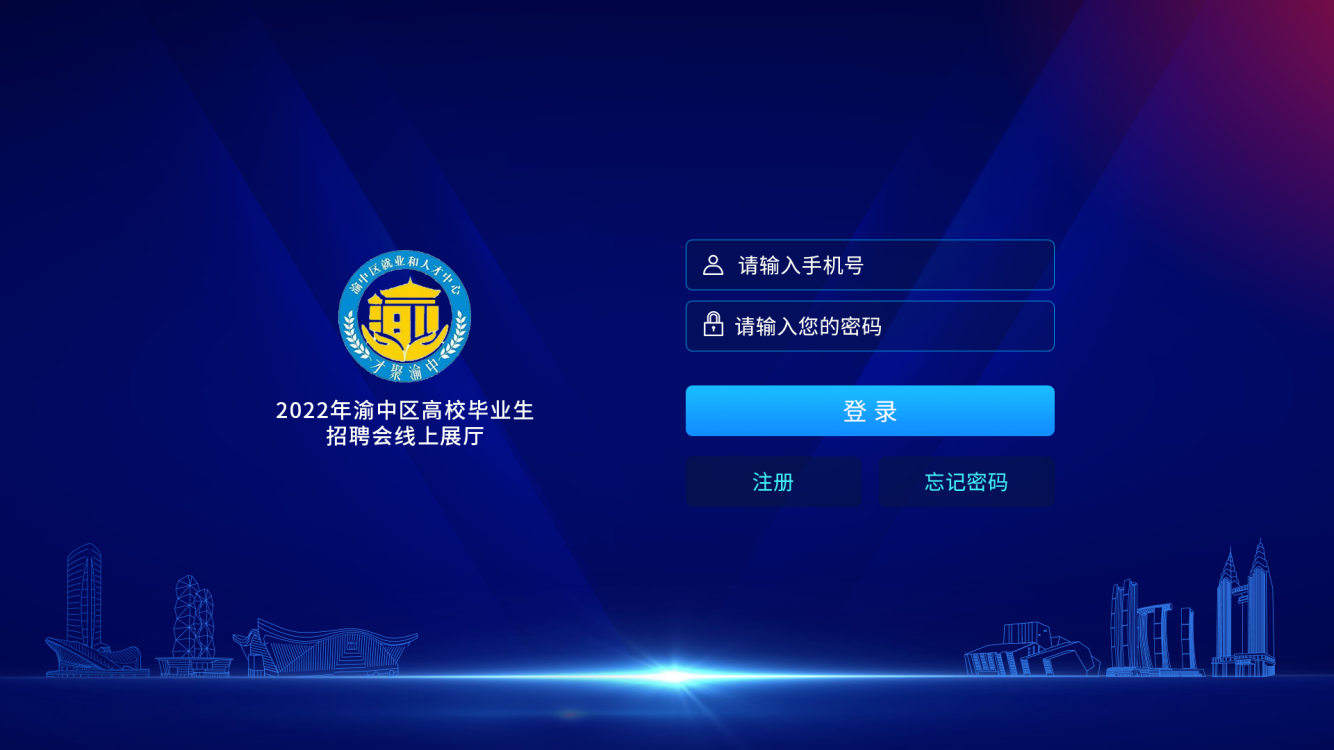 渝中区就业和人才中心
渝
才聚渝中
2022年渝中区高校毕业生
招聘会线上展厅
请输入手机号
请输入您的密码
登录
注册
忘记密码